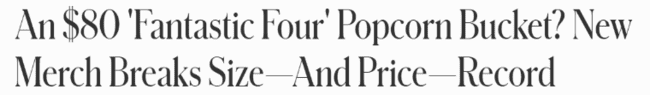 An $80 'Fantastic Four' Popcorn Bucket? New
Merch Breaks Size—And Price—Record